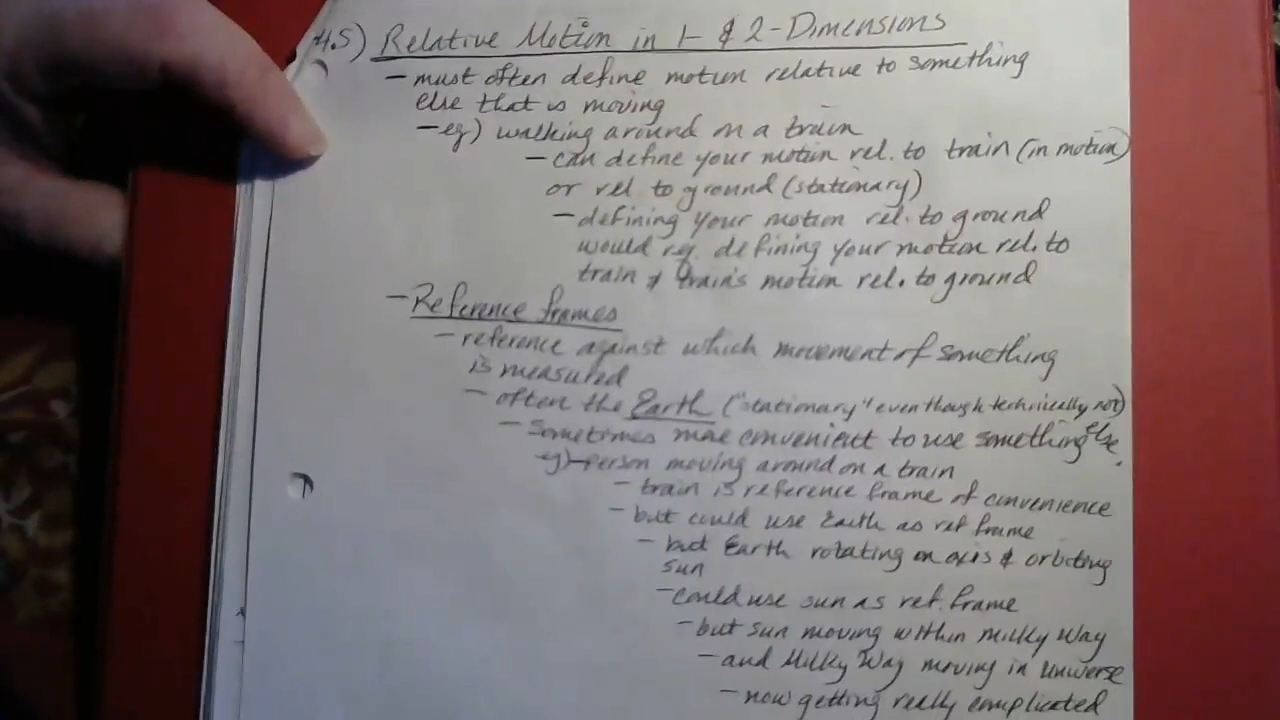 4.5) Relative Motion in 1- & 2-Dimensions
- must often define motion relative to something
else that is moving
- eg) walking around on a train
- can define your motion rel. to train (in motion)
or rel. to ground (stationary)
- defining your motion rel. to ground
would req. defining your motion rel. to
train & train's motion rel. to ground
- Reference frames
- reference against which movement of something
is measured
- often the Earth ("stationary" even though technically not)
- sometimes more convenient to use something else.
eg) person moving around on a train
- train is reference frame of convenience
- but could use Earth as ref frame
- but Earth rotating on axis & orbiting
sun
- could use sun as ref. frame
- but sun moving within Milky Way
- and Milky Way moving in universe
- now getting really complicated